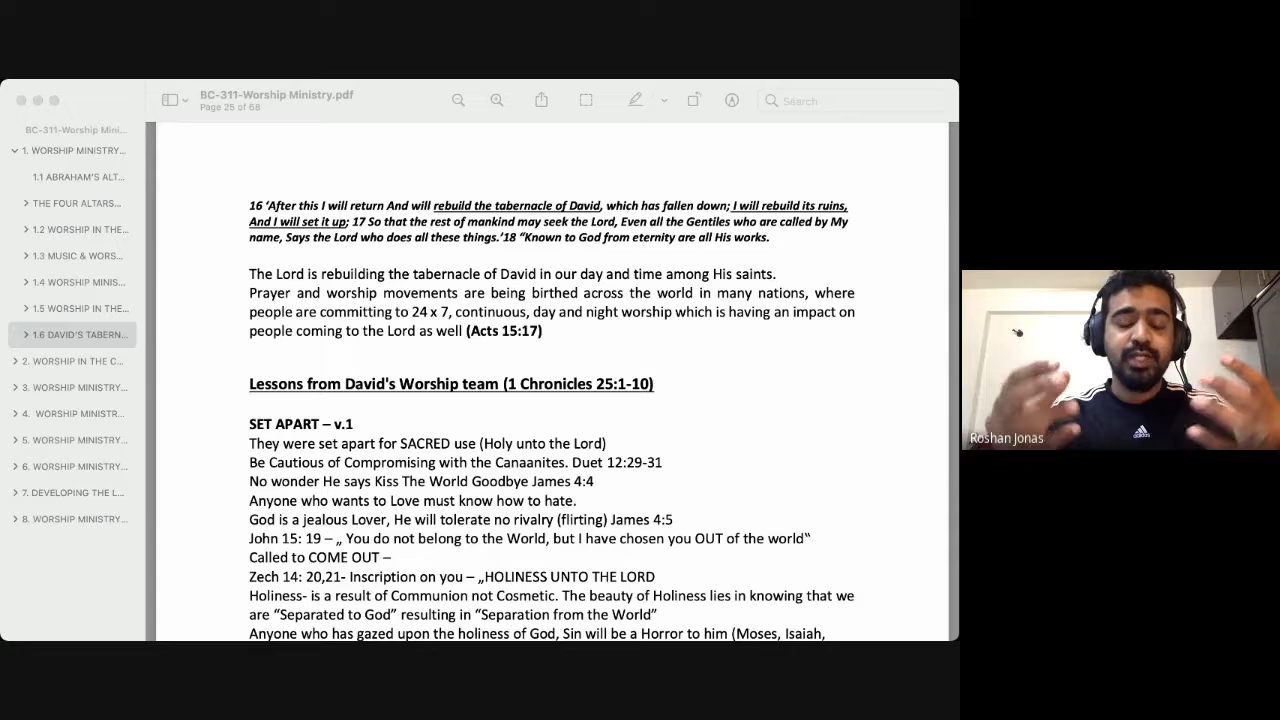 BC-311-Worship Ministry.pdf
Page 25 of 68
Search
BC-311-Worship Mini...
1. WORSHIP MINISTRY...
1.1 ABRAHAM'S ALT...
THE FOUR ALTARS...
1.2 WORSHIP IN THE...
1.3 MUSIC & WORS...
1.4 WORSHIP MINIS...
1.5 WORSHIP IN THE...
1.6 DAVID'S TABERN...
2. WORSHIP IN THE C...
3. WORSHIP MINISTRY...
4. WORSHIP MINISTR...
5. WORSHIP MINISTRY...
6. WORSHIP MINISTRY...
7. DEVELOPING THE L...
8. WORSHIP MINISTRY...
16 ‘After this I will return And will rebuild the tabernacle of David, which has fallen down; I will rebuild its ruins,
And I will set it up; 17 So that the rest of mankind may seek the Lord, Even all the Gentiles who are called by My
name, Says the Lord who does all these things.’18 “Known to God from eternity are all His works.
The Lord is rebuilding the tabernacle of David in our day and time among His saints.
Prayer and worship movements are being birthed across the world in many nations, where
people are committing to 24 x 7, continuous, day and night worship which is having an impact on
people coming to the Lord as well (Acts 15:17)
Lessons from David's Worship team (1 Chronicles 25:1-10)
SET APART – v.1
They were set apart for SACRED use (Holy unto the Lord)
Be Cautious of Compromising with the Canaanites. Duet 12:29-31
No wonder He says Kiss The World Goodbye James 4:4
Anyone who wants to Love must know how to hate.
God is a jealous Lover, He will tolerate no rivalry (flirting) James 4:5
John 15: 19 – „ You do not belong to the World, but I have chosen you OUT of the world‟
Called to COME OUT –
Zech 14: 20,21- Inscription on you – „HOLINESS UNTO THE LORD
Holiness- is a result of Communion not Cosmetic. The beauty of Holiness lies in knowing that we
are “Separated to God” resulting in “Separation from the World”
Anyone who has gazed upon the holiness of God, Sin will be a Horror to him (Moses, Isaiah,
adidas
Roshan Jonas